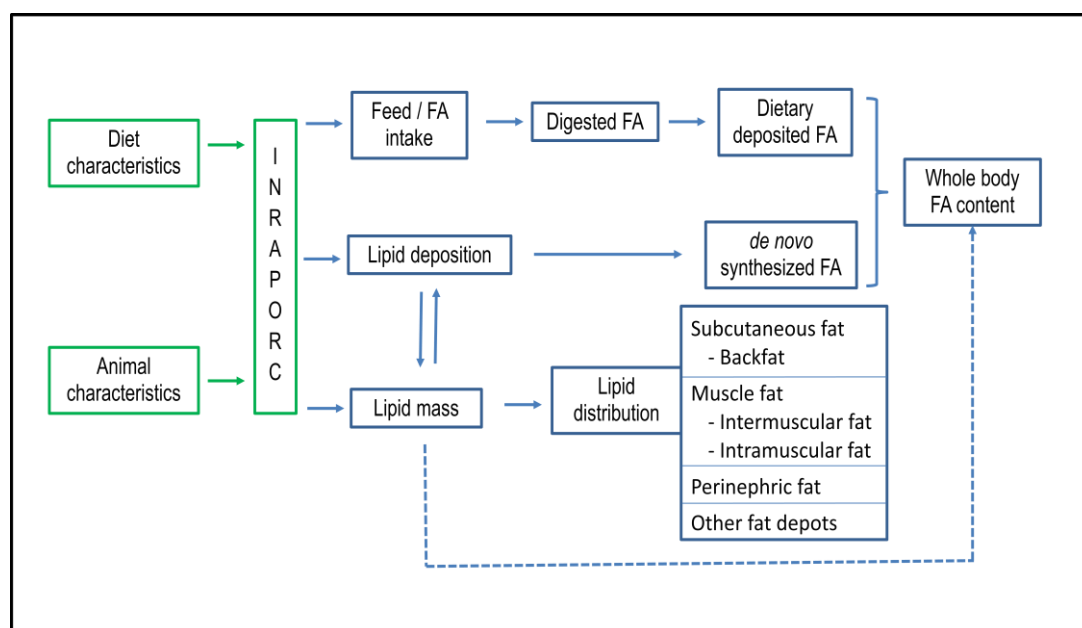 Diet
characteristics
Animal
characteristics
I
N
R
A
P
O
R
C
Feed / FA
intake
Digested FA
Dietary
deposited FA
Lipid deposition
de novo
synthesized FA
Whole body
FA content
Lipid mass
Lipid
distribution
Subcutaneous fat
- Backfat
Muscle fat
- Intermuscular fat
- Intramuscular fat
Perinephric fat
Other fat depots